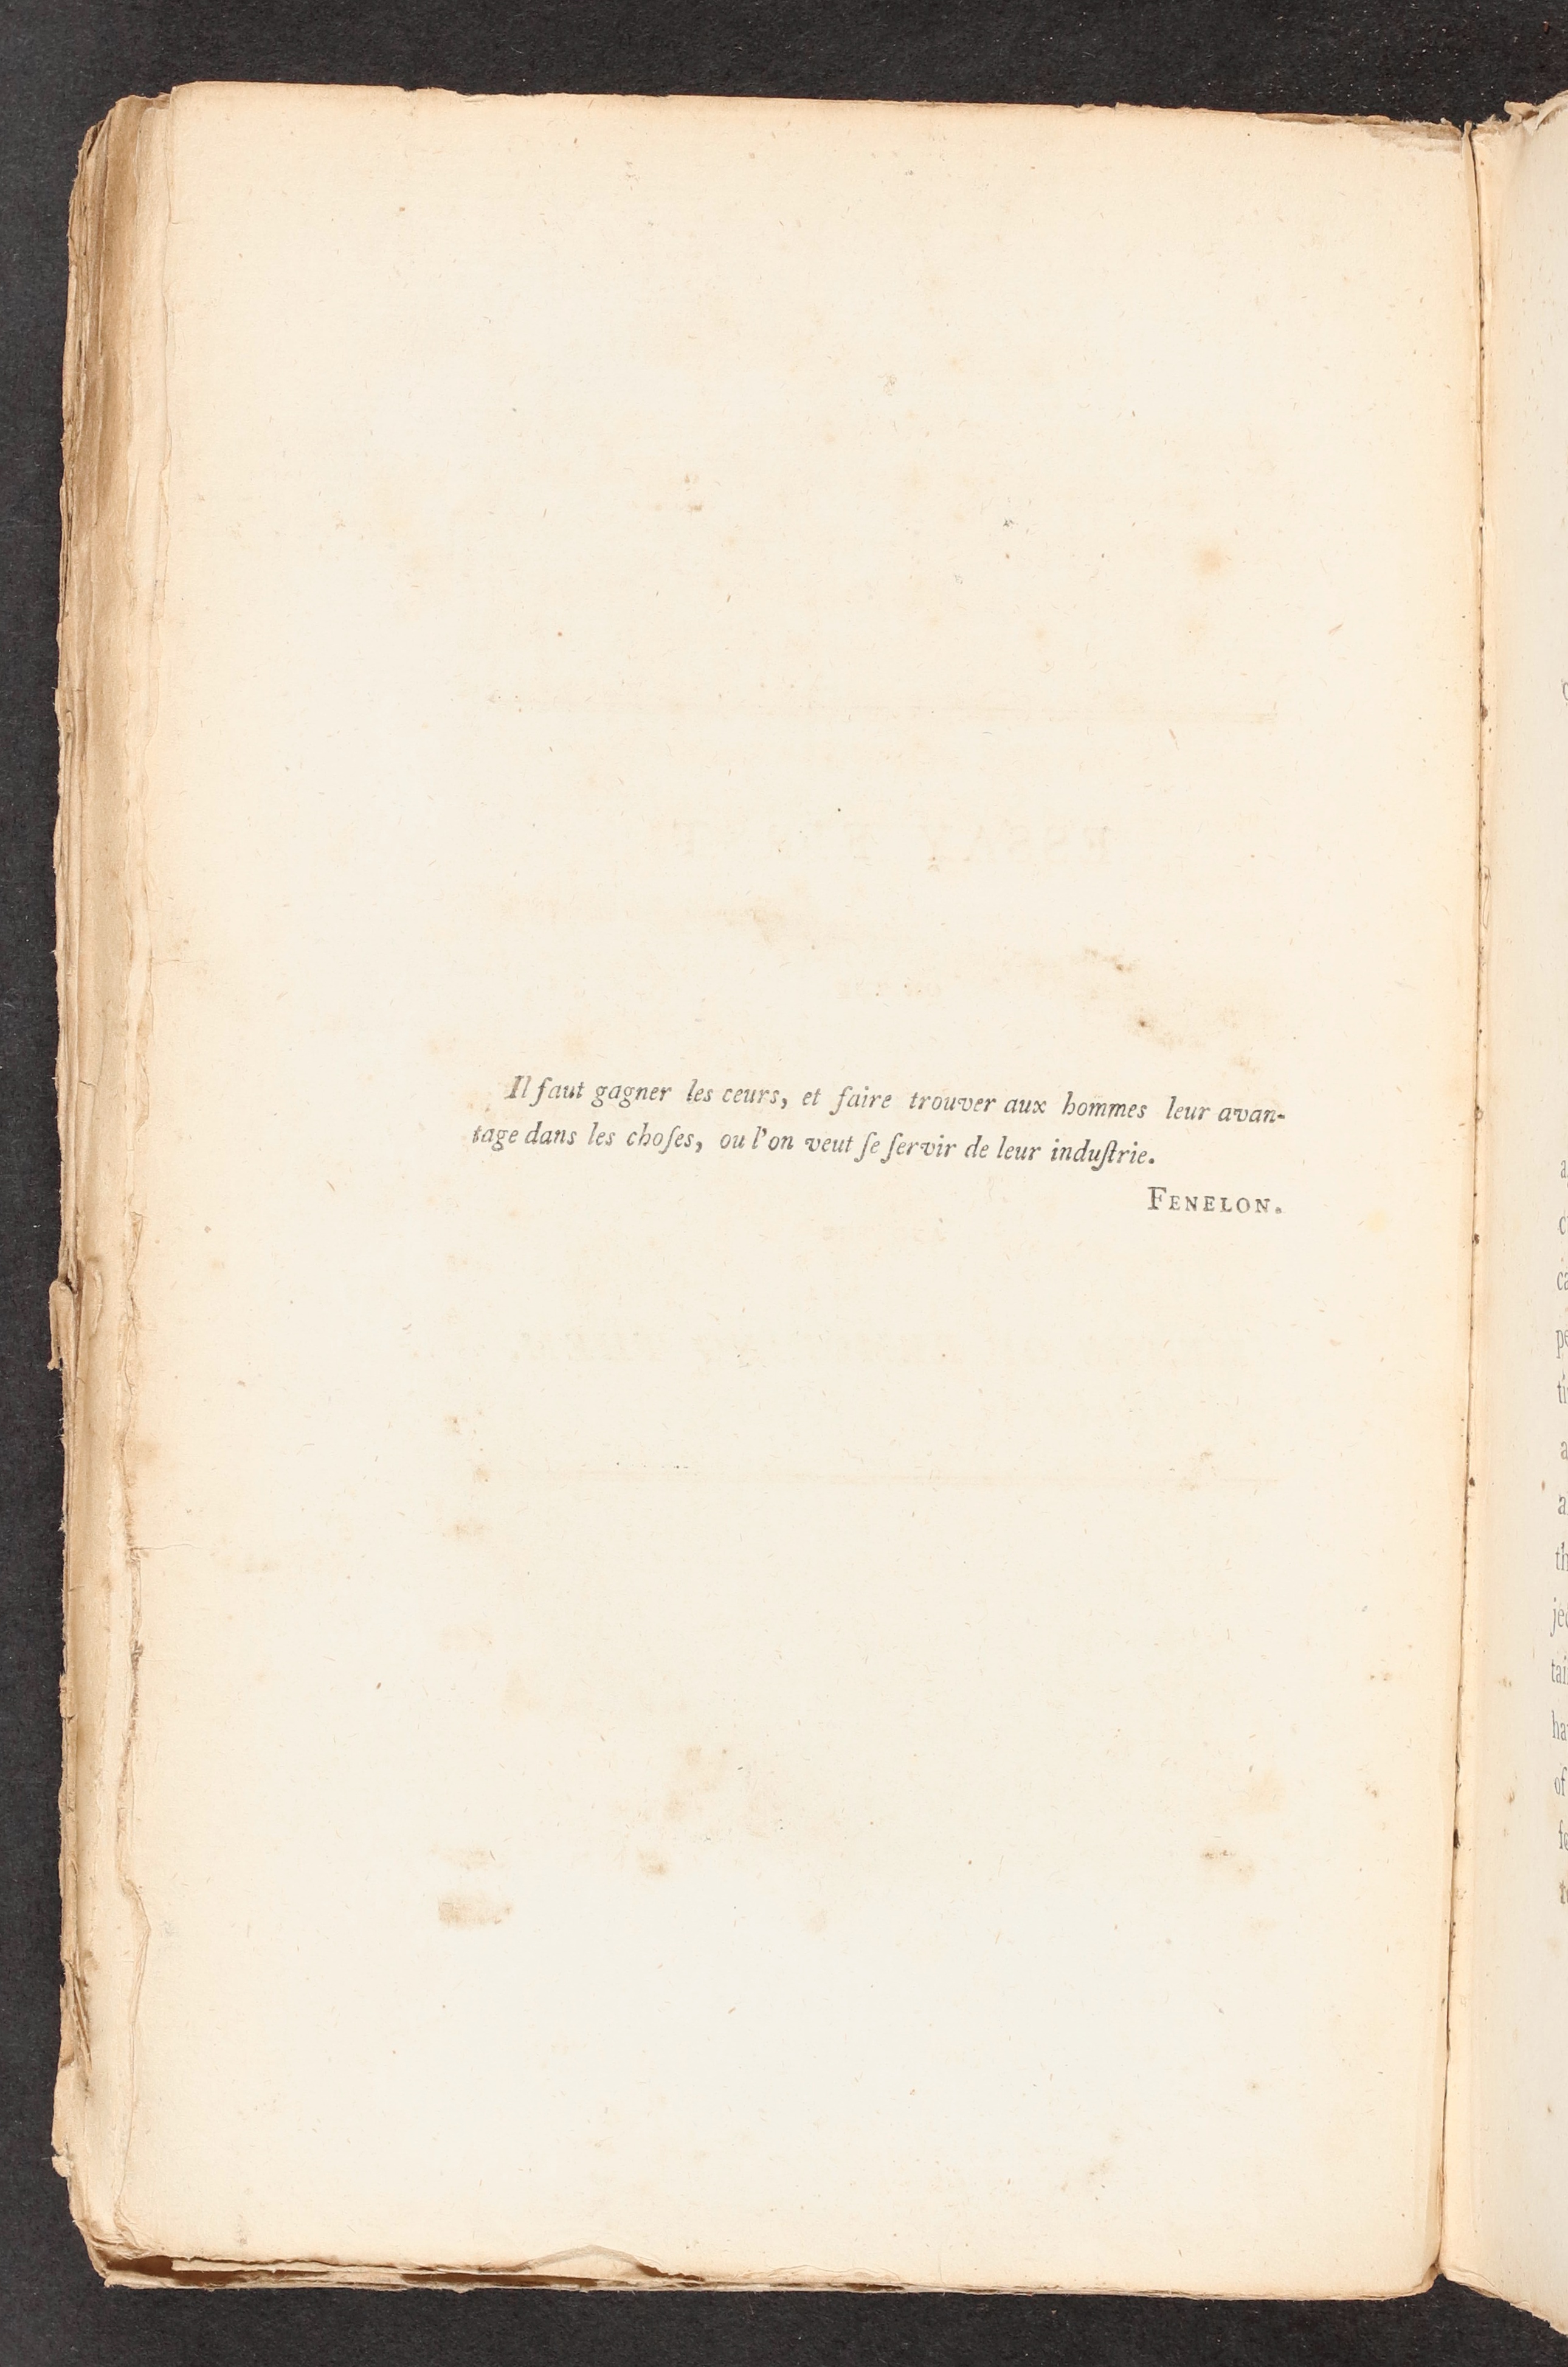 Il faut gagner les ceurs, et faire trouver aux hommes leur avan-
tage dans les choſes, ou l'on veut ſe ſervir de leur induſtrie.
FENELON.